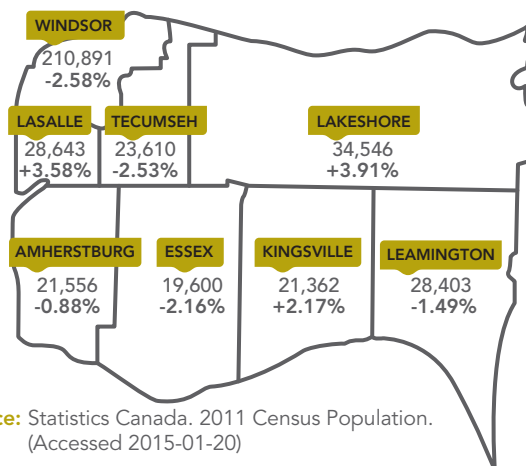 WINDSOR
210,891
-2.58%
LASALLE
28,643
+3.58%
TECUMSEH
23,610
-2.53%
LAKESHORE
34,546
+3.91%
AMHERSTBURG
21,556
-0.88%
ESSEX
19,600
-2.16%
KINGSVILLE
21,362
+2.17%
LEAMINGTON
28,403
-1.49%
ce: Statistics Canada. 2011 Census Population.
(Accessed 2015-01-20)